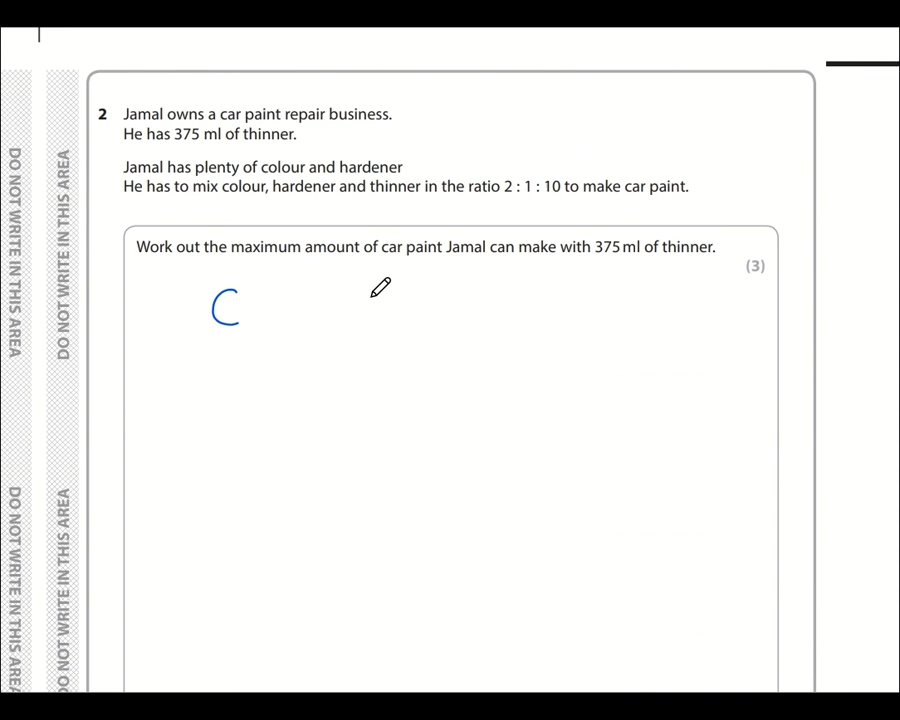 2 Jamal owns a car paint repair business.
He has 375 ml of thinner.
Jamal has plenty of colour and hardener
He has to mix colour, hardener and thinner in the ratio 2 : 1 : 10 to make car paint.
Work out the maximum amount of car paint Jamal can make with 375 ml of thinner.
(3)
C
DO NOT WRITE IN THIS AREA
DO NOT WRITE IN THIS AREA
DO NOT WRITE IN THIS AREA
DO NOT WRITE IN THIS AREA